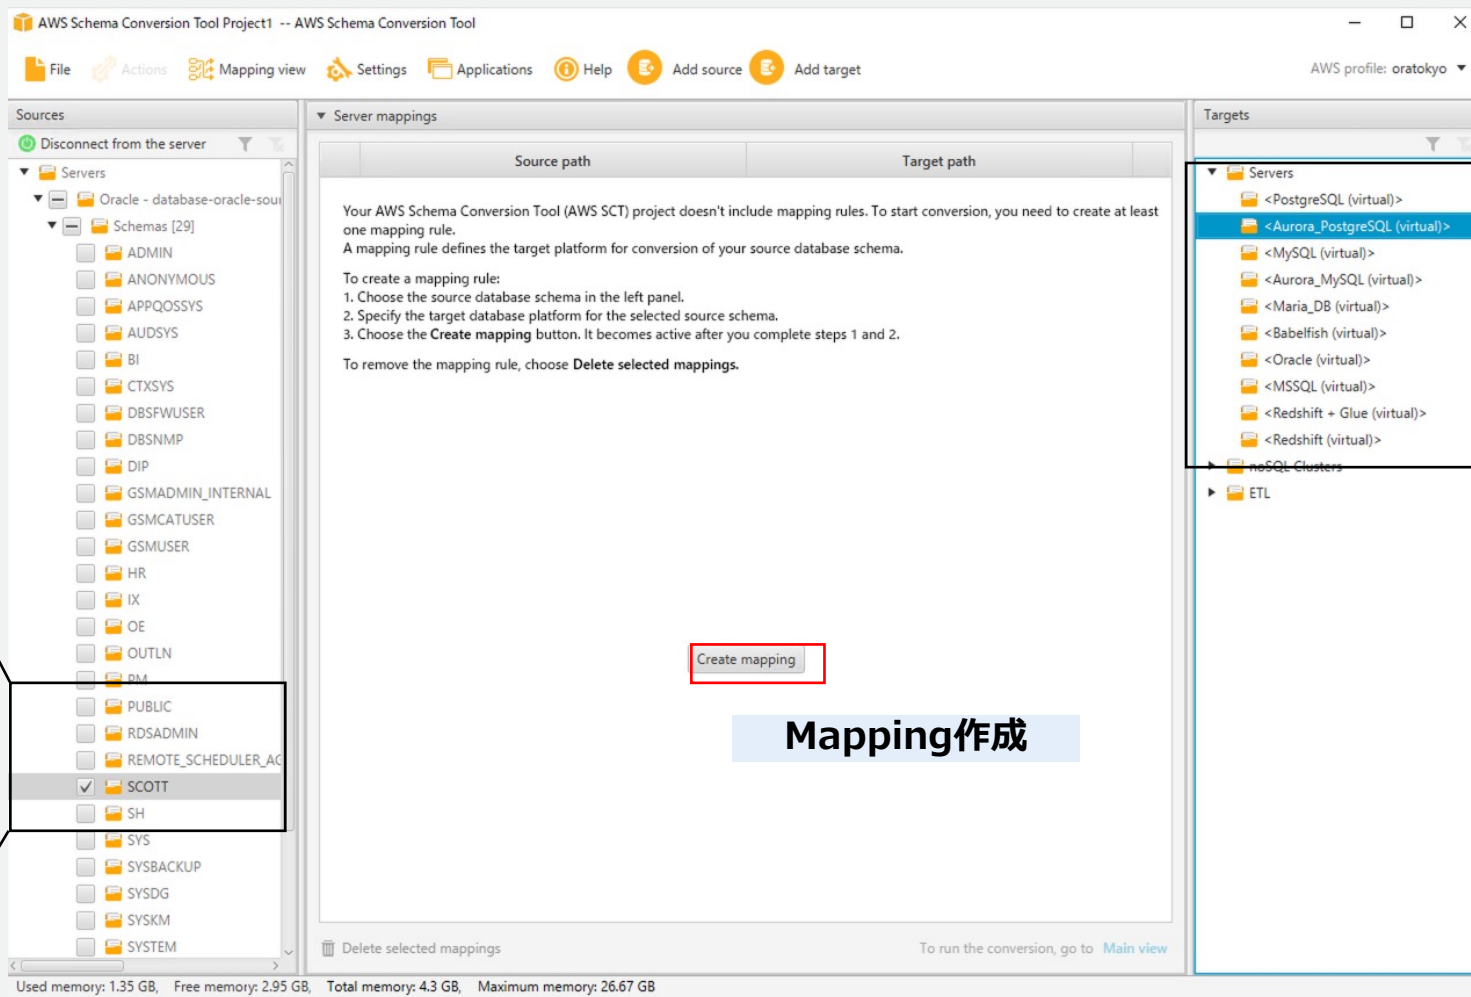 AWS Schema Conversion Tool Project1 -- AWS Schema Conversion Tool
File Actions Mapping view Settings Applications Help Add source Add target AWS profile: oratokyo
Sources
Disconnect from the server
Servers
Oracle - database-oracle-sour
Schemas [29]
ADMIN
ANONYMOUS
APPQOSSYS
AUDSYS
BI
CTXSYS
DBSFWUSER
DBSNMP
DIP
GSMADMIN_INTERNAL
GSMCATUSER
GSMUSER
HR
IX
OE
OUTLN
PM
PUBLIC
RDSADMIN
REMOTE_SCHEDULER_AG
SCOTT
SH
SYS
SYSBACKUP
SYSDG
SYSKM
SYSTEM
Server mappings
Source path Target path
Your AWS Schema Conversion Tool (AWS SCT) project doesn't include mapping rules. To start conversion, you need to create at least
one mapping rule.
A mapping rule defines the target platform for conversion of your source database schema.
To create a mapping rule:
1. Choose the source database schema in the left panel.
2. Specify the target database platform for the selected source schema.
3. Choose the Create mapping button. It becomes active after you complete steps 1 and 2.
To remove the mapping rule, choose Delete selected mappings.
Create mapping
Mapping作成
Delete selected mappings To run the conversion, go to Main view
Targets
Servers
<PostgreSQL (virtual)>
<Aurora_PostgreSQL (virtual)>
<MySQL (virtual)>
<Aurora_MySQL (virtual)>
<Maria_DB (virtual)>
<Babelfish (virtual)>
<Oracle (virtual)>
<MSSQL (virtual)>
<Redshift + Glue (virtual)>
<Redshift (virtual)>
noSQL Clusters
ETL
Used memory: 1.35 GB, Free memory: 2.95 GB, Total memory: 4.3 GB, Maximum memory: 26.67 GB